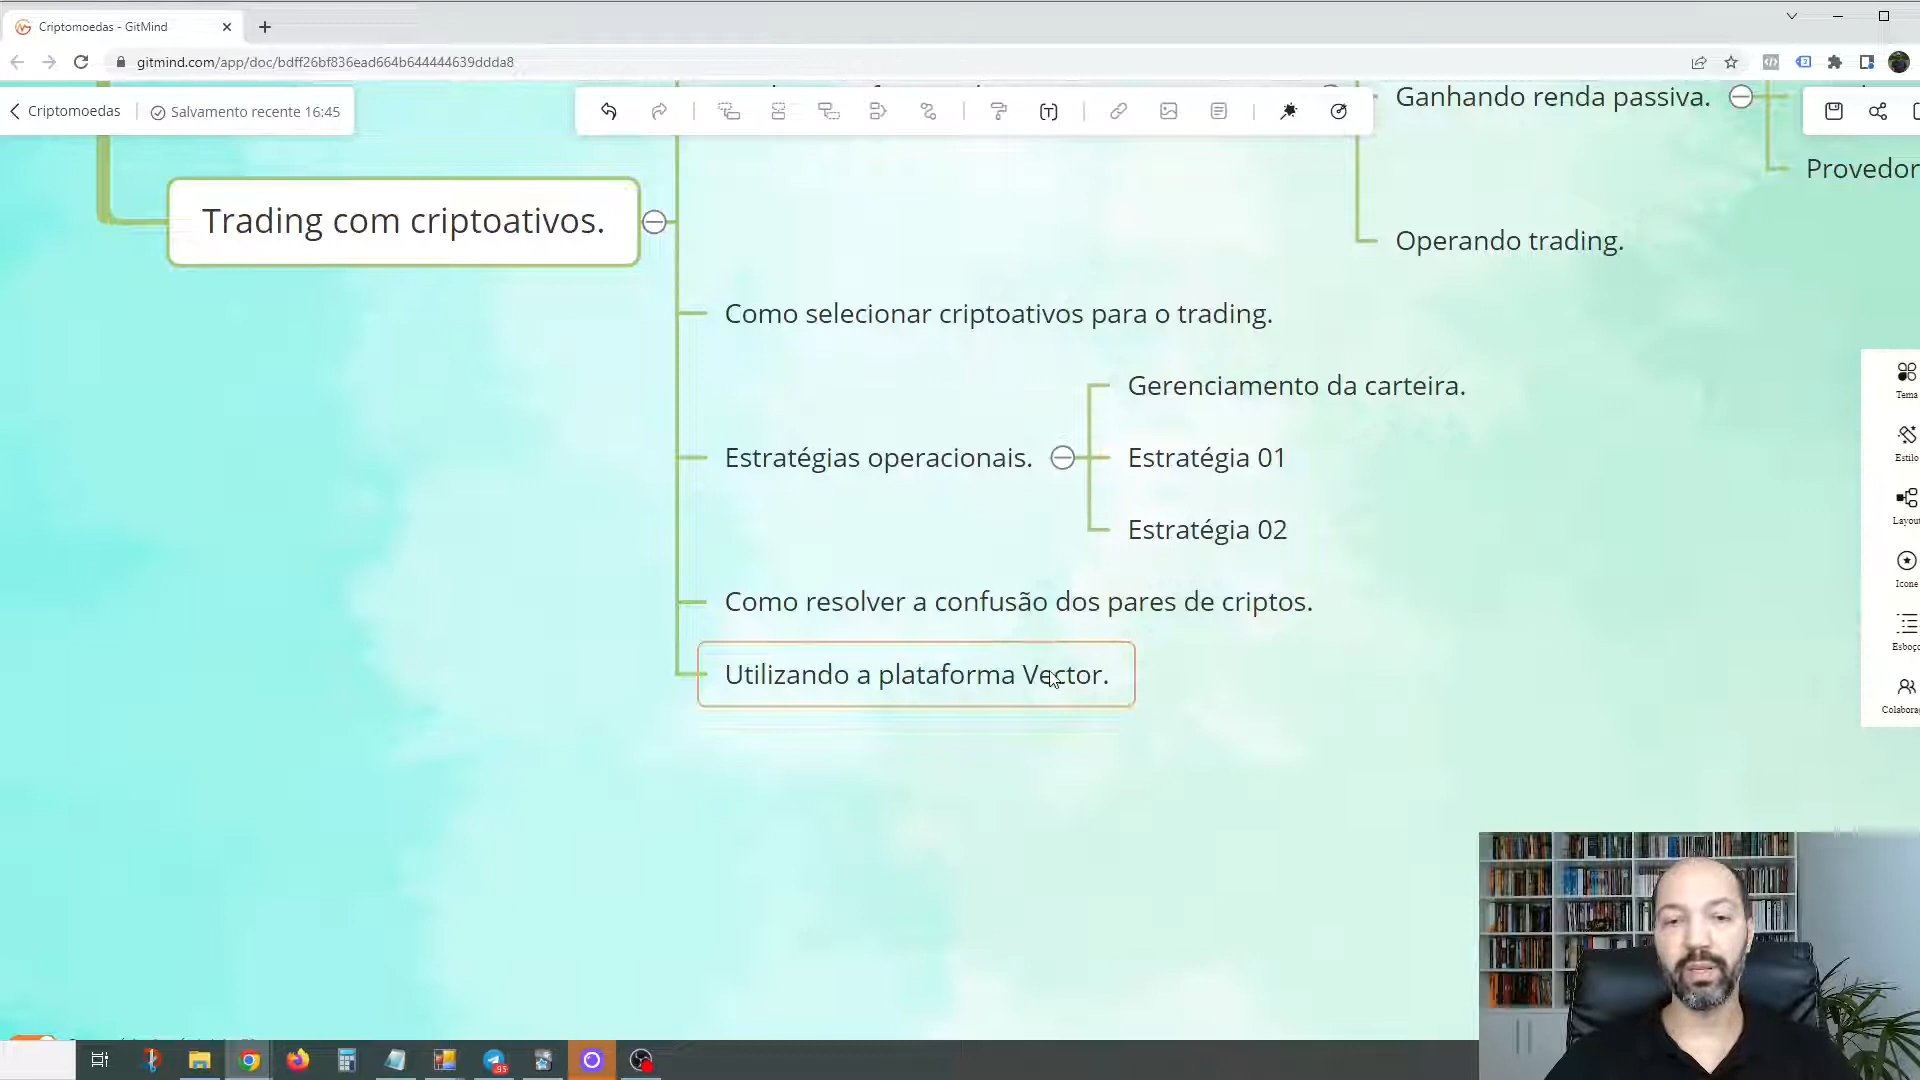 Criptomoedas - GitMind
gitmind.com/app/doc/bdff26bf836ead664b644444639ddda8
Criptomoedas
Salvamento recente 16:45
Ganhando renda passiva.
Provedor
Trading com criptoativos.
Operando trading.
Como selecionar criptoativos para o trading.
Gerenciamento da carteira.
Estratégias operacionais.
Estratégia 01
Estratégia 02
Como resolver a confusão dos pares de criptos.
Utilizando a plataforma Vector.
Tema
Estilo
Layout
Icone
Esboço
Colabora